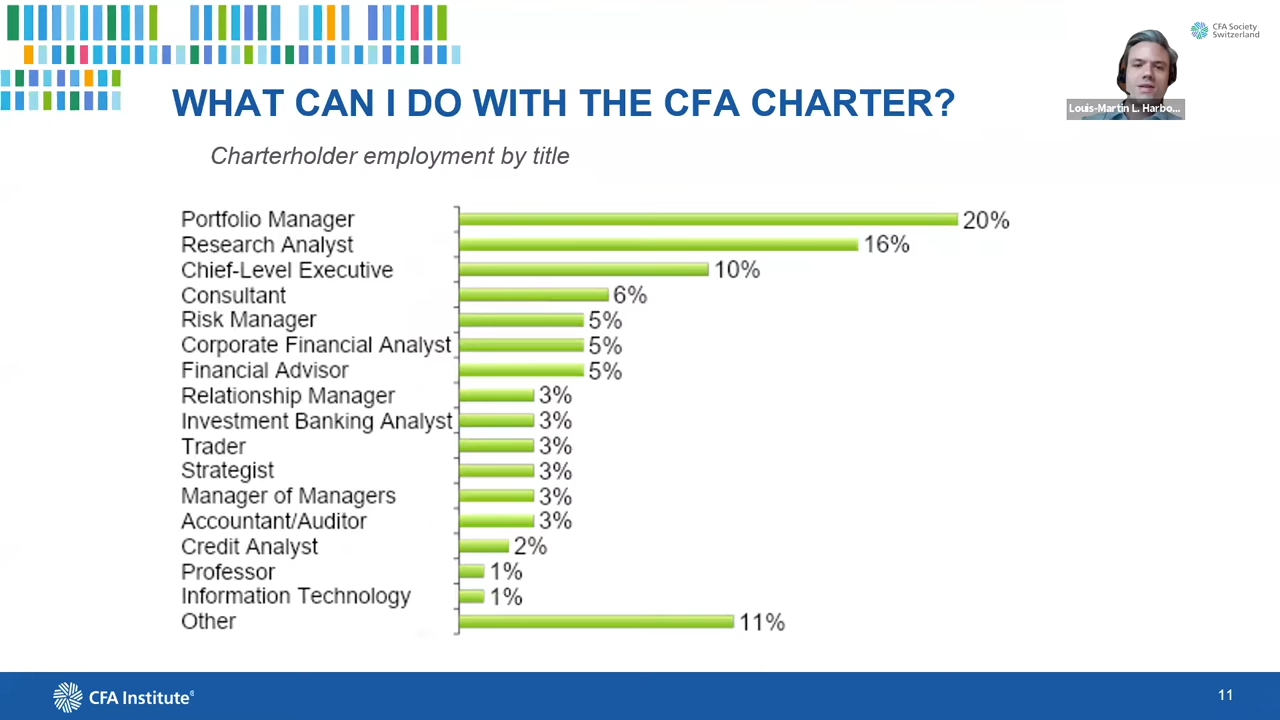 CFA Society
Switzerland
Louis-Martin L. Harbo...
WHAT CAN I DO WITH THE CFA CHARTER?
Charterholder employment by title
Portfolio Manager 20%
Research Analyst 16%
Chief-Level Executive 10%
Consultant 6%
Risk Manager 5%
Corporate Financial Analyst 5%
Financial Advisor 5%
Relationship Manager 3%
Investment Banking Analyst 3%
Trader 3%
Strategist 3%
Manager of Managers 3%
Accountant/Auditor 3%
Credit Analyst 2%
Professor 1%
Information Technology 1%
Other 11%
CFA Institute
11